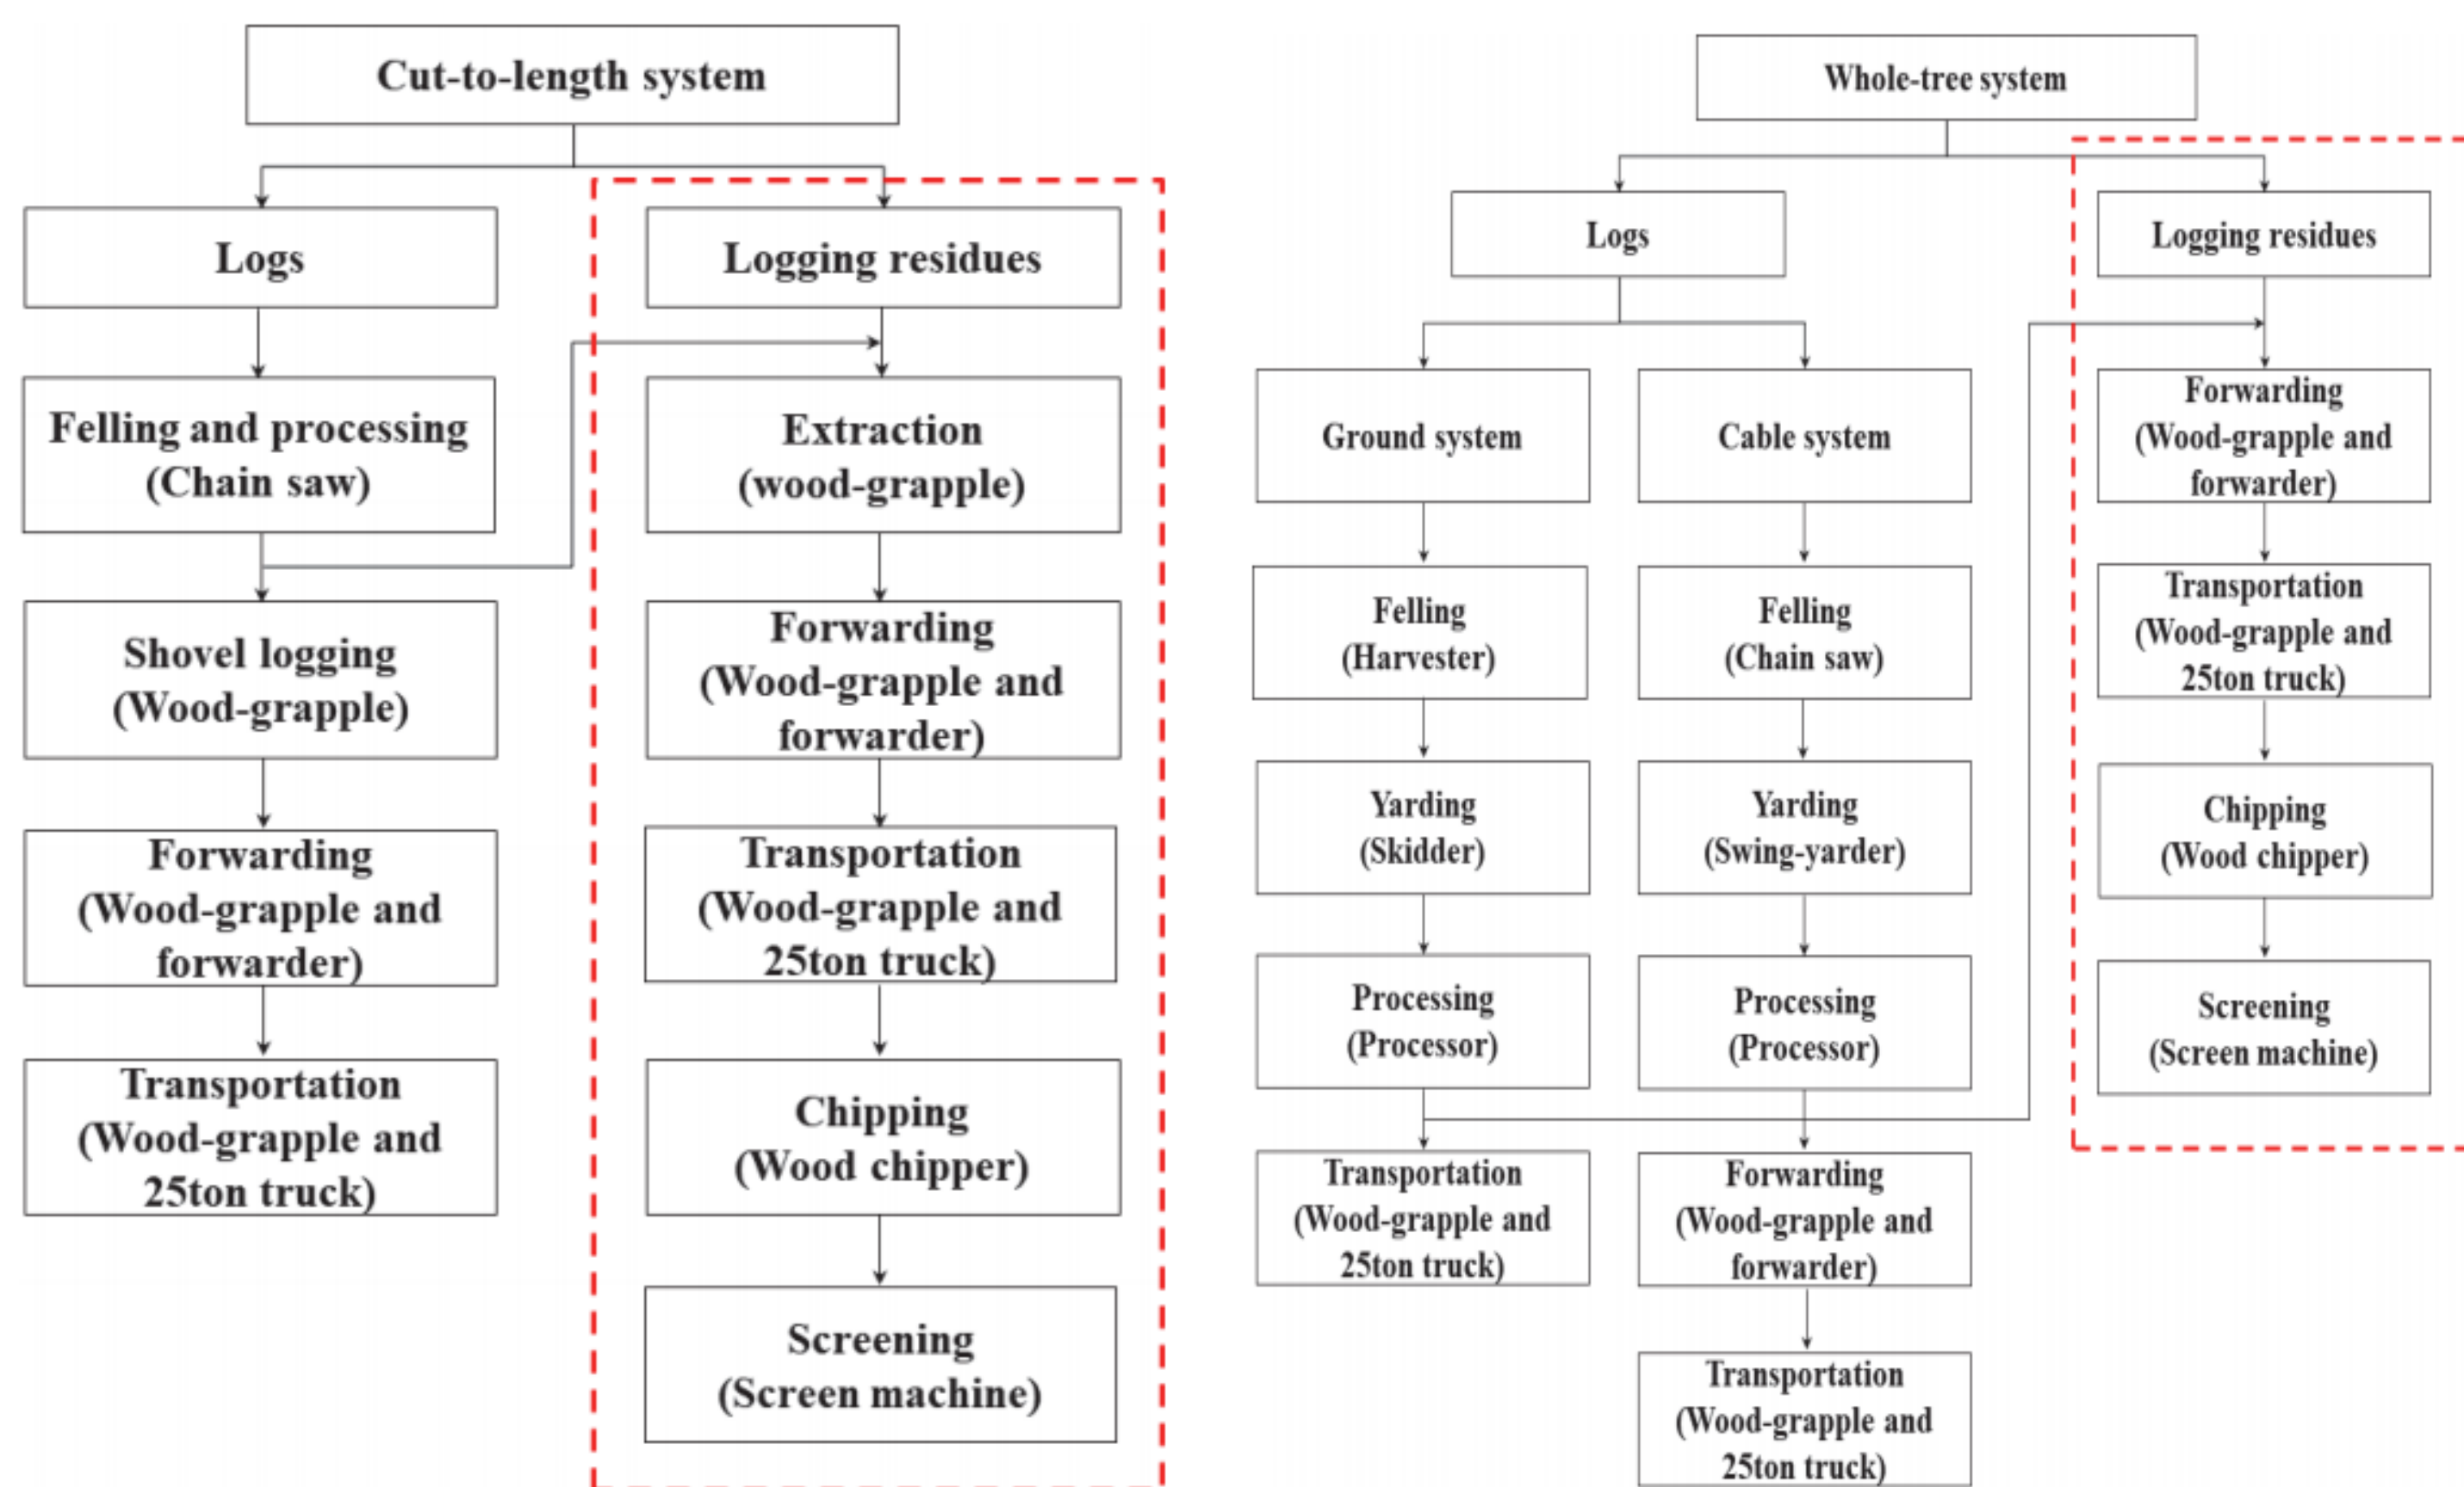 Cut-to-length system
Logs
Felling and processing
(Chain saw)
Shovel logging
(Wood-grapple)
Forwarding
(Wood-grapple and
forwarder)
Transportation
(Wood-grapple and
25ton truck)
Logging residues
Extraction
(wood-grapple)
Forwarding
(Wood-grapple and
forwarder)
Transportation
(Wood-grapple and
25ton truck)
Chipping
(Wood chipper)
Screening
(Screen machine)
Whole-tree system
Logs
Ground system
Felling
(Harvester)
Yarding
(Skidder)
Processing
(Processor)
Transportation
(Wood-grapple and
25ton truck)
Cable system
Felling
(Chain saw)
Yarding
(Swing-yarder)
Processing
(Processor)
Forwarding
(Wood-grapple and
forwarder)
Transportation
(Wood-grapple and
25ton truck)
Logging residues
Forwarding
(Wood-grapple and
forwarder)
Transportation
(Wood-grapple and
25ton truck)
Chipping
(Wood chipper)
Screening
(Screen machine)